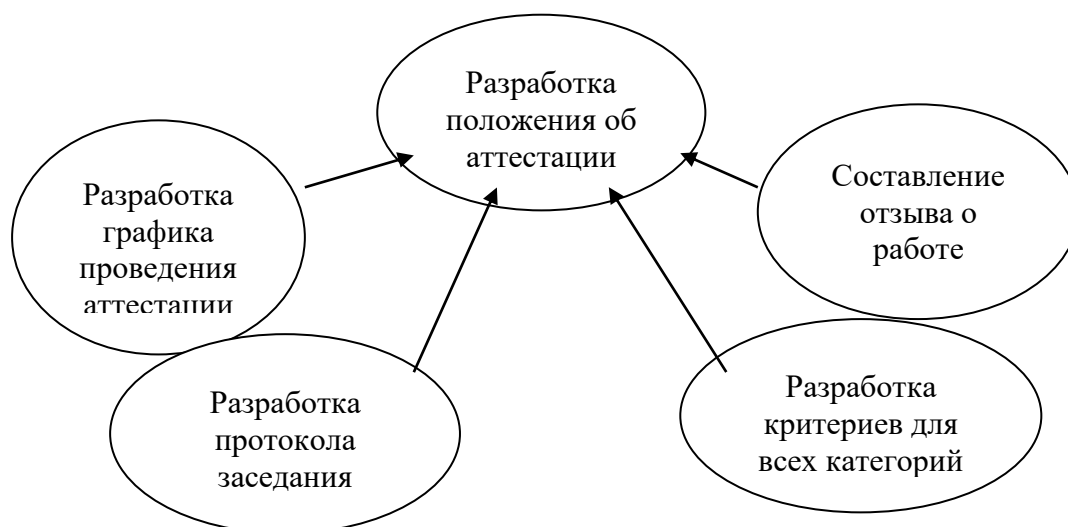 Разработка
положения об
аттестации
Разработка
графика
проведения
аттестации
Составление
отзыва о
работе
Разработка
протокола
заседания
Разработка
критериев для
всех категорий